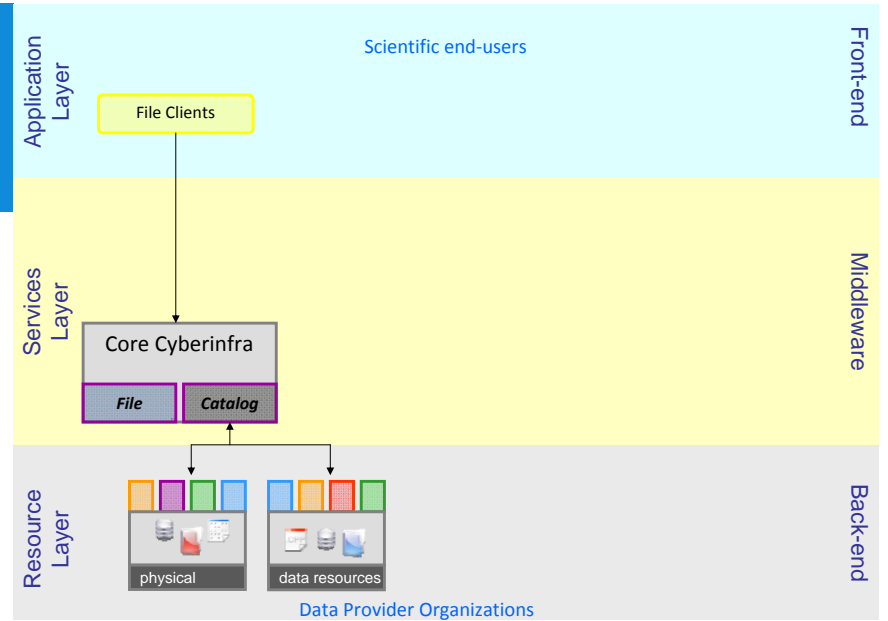 Application
Layer
Scientific end-users
Front-end
File Clients
Services
Layer
Middleware
Core Cyberinfra
File
Catalog
Resource
Layer
Back-end
physical
data resources
Data Provider Organizations